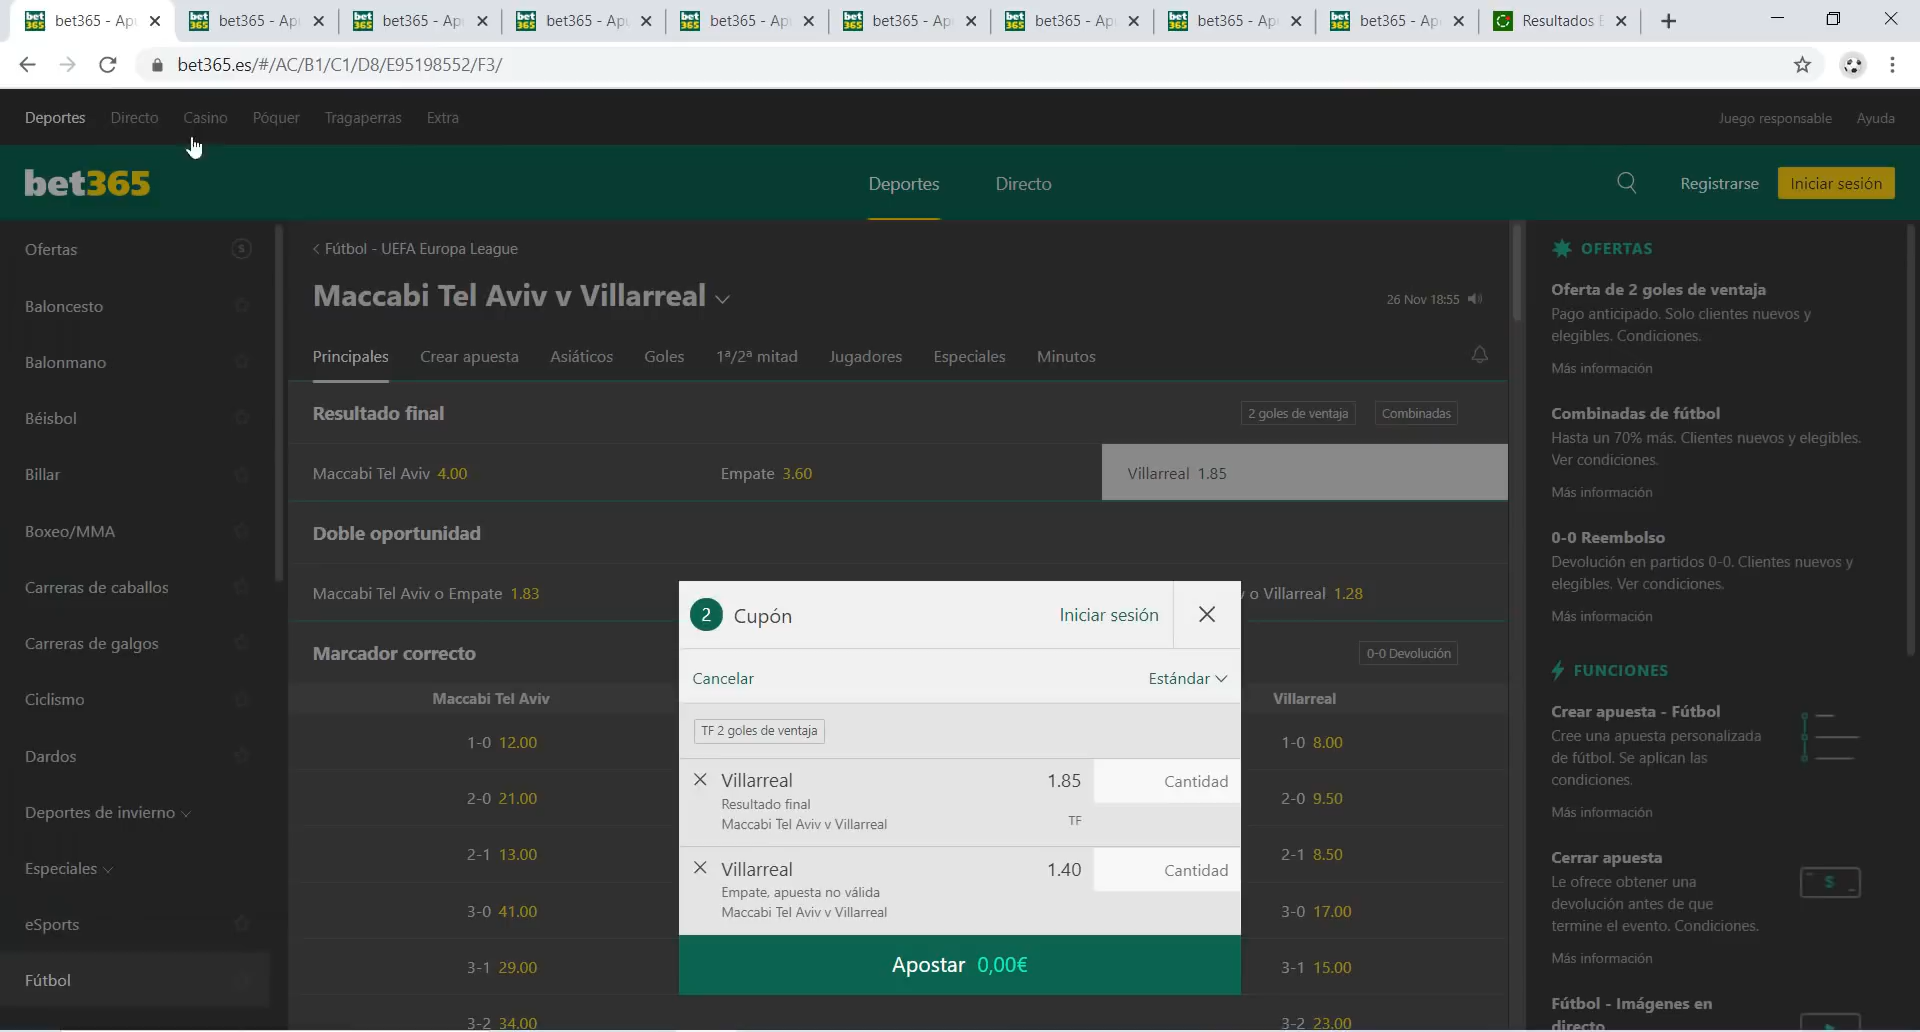 bet365 - Apu
bet365 - Ap
bet365 - Ap
bet365 - Ap
bet365 - Ap
bet365 - Ap
bet365 - Ap
bet365 - Ap
bet365 - Ap
Resultados
bet365.es/#/AC/B1/C1/D8/E95198552/F3/
Deportes Directo Casino Póquer Tragaperras Extra Juego responsable Ayuda
bet365 Deportes Directo Registrarse Iniciar sesión
Ofertas
Baloncesto
Balonmano
Béisbol
Billar
Boxeo/MMA
Carreras de caballos
Carreras de galgos
Ciclismo
Dardos
Deportes de invierno
Especiales
eSports
Fútbol
< Fútbol - UEFA Europa League
Maccabi Tel Aviv v Villarreal
26 Nov 18:55
Principales Crear apuesta Asiáticos Goles 1ª/2ª mitad Jugadores Especiales Minutos
Resultado final 2 goles de ventaja Combinadas
Maccabi Tel Aviv 4.00 Empate 3.60 Villarreal 1.85
Doble oportunidad
Maccabi Tel Aviv o Empate 1.83 o Villarreal 1.28
Marcador correcto 0-0 Devolución
Maccabi Tel Aviv Villarreal
1-0 12.00 1-0 8.00
2-0 21.00 2-0 9.50
2-1 13.00 2-1 8.50
3-0 41.00 3-0 17.00
3-1 29.00 3-1 15.00
3-2 34.00 3-2 23.00
2 Cupón Iniciar sesión
Cancelar Estándar
TF 2 goles de ventaja
Villarreal 1.85 Cantidad
Resultado final
Maccabi Tel Aviv v Villarreal TF
Villarreal 1.40 Cantidad
Empate, apuesta no válida
Maccabi Tel Aviv v Villarreal
Apostar 0,00€
OFERTAS
Oferta de 2 goles de ventaja
Pago anticipado. Solo clientes nuevos y
elegibles. Condiciones.
Más información
Combinadas de fútbol
Hasta un 70% más. Clientes nuevos y elegibles.
Ver condiciones.
Más información
0-0 Reembolso
Devolución en partidos 0-0. Clientes nuevos y
elegibles. Ver condiciones.
Más información
FUNCIONES
Crear apuesta - Fútbol
Cree una apuesta personalizada
de fútbol. Se aplican las
condiciones.
Más información
Cerrar apuesta
Le ofrece obtener una
devolución antes de que
termine el evento. Condiciones.
Más información
Fútbol - Imágenes en
directo